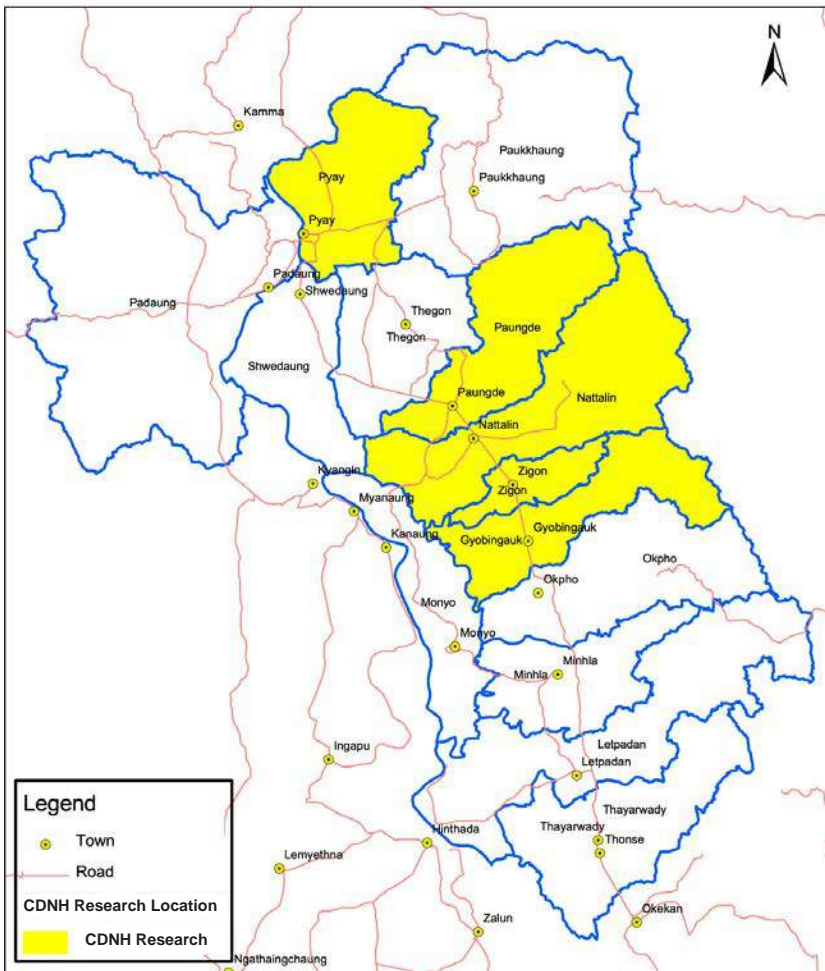 N
Kamma
Paukkhaung
Pyay
Paukkhaung
Pyay
Padaung
Shwedaung
Padaung
Thegon
Thegon
Paungde
Shwedaung
Nattalin
Paungde
Nattalin
Zigon
Zigon
Kyangin
Myanaung
Kanaung
Gyobingauk
Gyobingauk
Okpho
Okpho
Monyo
Monyo
Minhla
Minhla
Letpadan
Letpadan
Ingapu
Thayarwady
Thayarwady
Thonse
Hinthada
Lemyethna
Zalun
Okekan
Ngathaingchaung
Legend
Town
Road
CDNH Research Location
CDNH Research